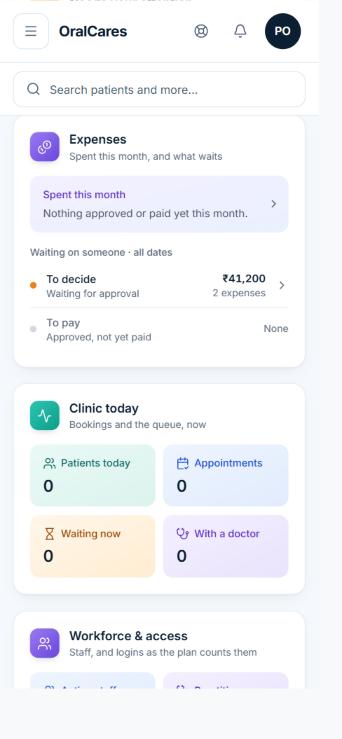 OralCares
PO
Search patients and more...
Expenses
Spent this month, and what waits
Spent this month
Nothing approved or paid yet this month.
Waiting on someone · all dates
To decide ₹41,200
Waiting for approval 2 expenses
To pay None
Approved, not yet paid
Clinic today
Bookings and the queue, now
Patients today Appointments
0 0
Waiting now With a doctor
0 0
Workforce & access
Staff, and logins as the plan counts them